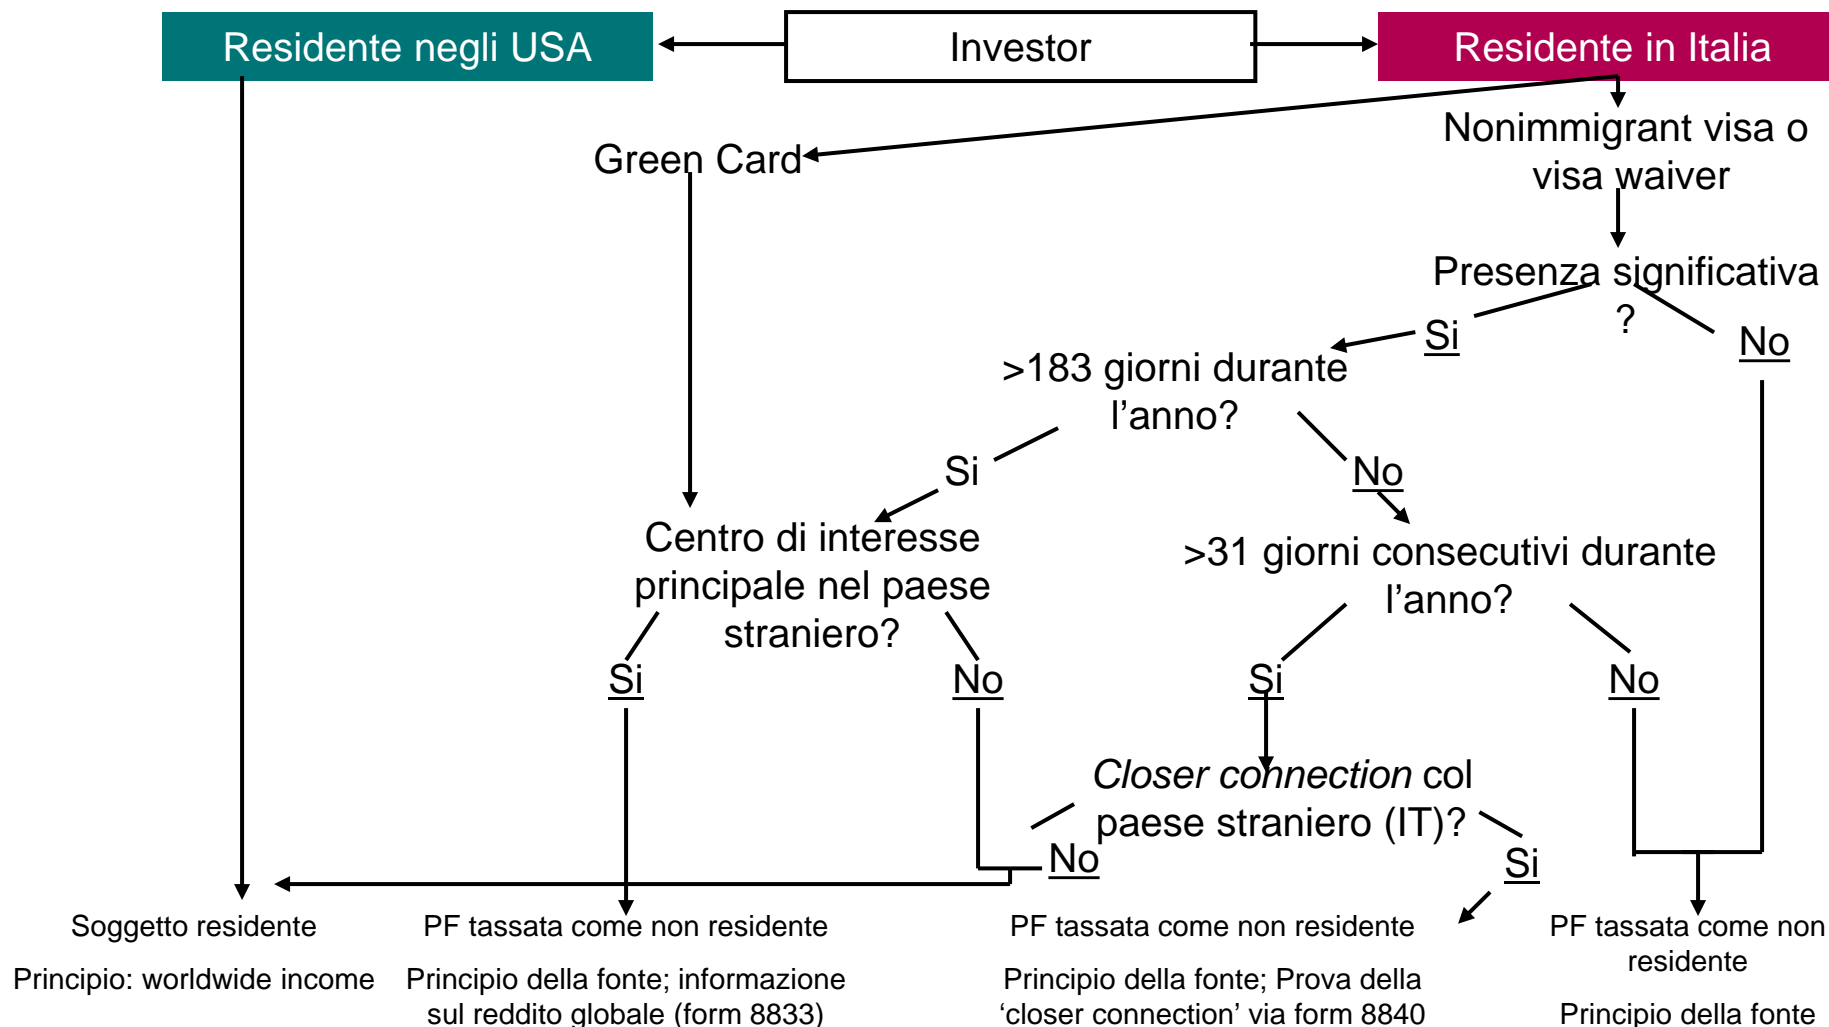 Residente negli USA
Investor
Residente in Italia
Green Card
Nonimmigrant visa o
visa waiver
Presenza significativa
?
Si
No
>183 giorni durante
l’anno?
Si
No
Centro di interesse
principale nel paese
straniero?
>31 giorni consecutivi durante
l’anno?
Si
No
Si
No
Closer connection col
paese straniero (IT)?
No
Si
Soggetto residente
Principio: worldwide income
PF tassata come non residente
Principio della fonte; informazione
sul reddito globale (form 8833)
PF tassata come non residente
Principio della fonte; Prova della
‘closer connection’ via form 8840
PF tassata come non
residente
Principio della fonte